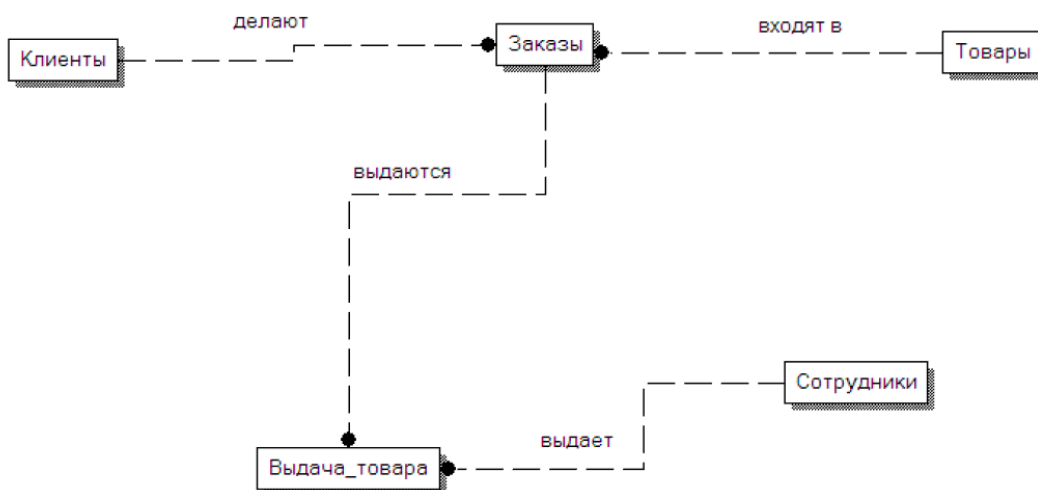 делают
Клиенты
Заказы
входят в
Товары
выдаются
Сотрудники
выдает
Выдача_товара